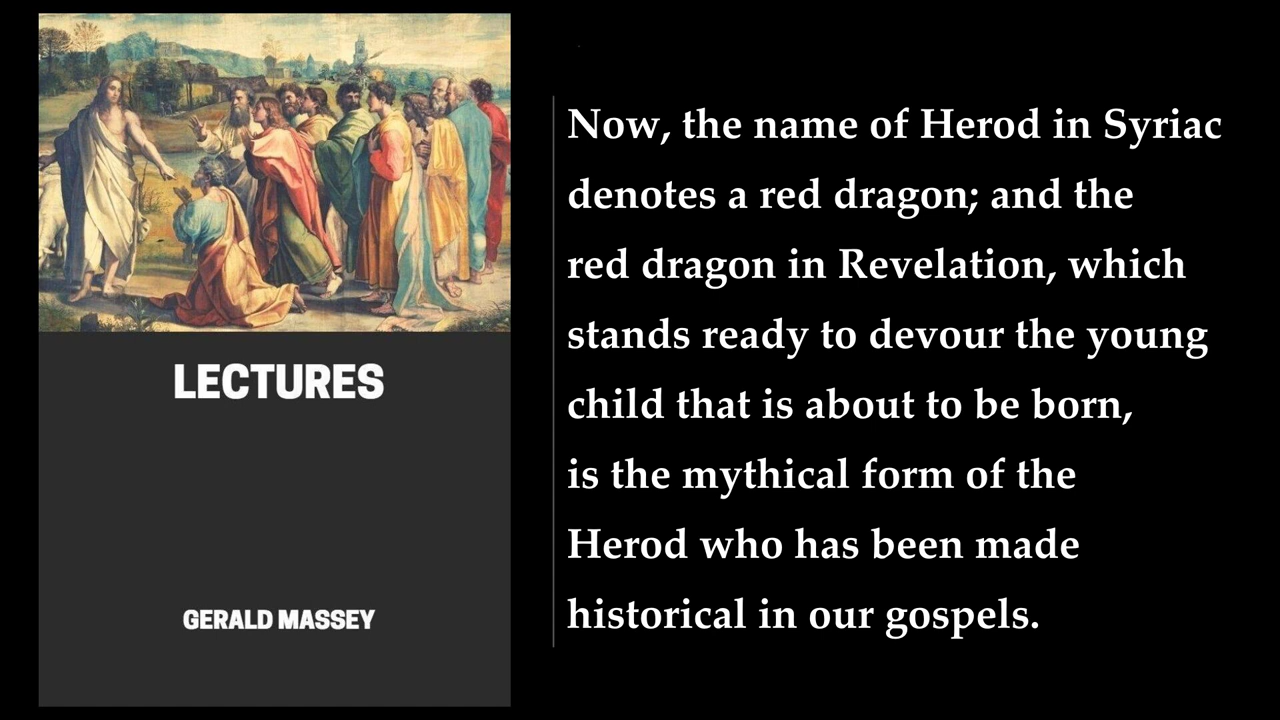 LECTURES
GERALD MASSEY
Now, the name of Herod in Syriac
denotes a red dragon; and the
red dragon in Revelation, which
stands ready to devour the young
child that is about to be born,
is the mythical form of the
Herod who has been made
historical in our gospels.